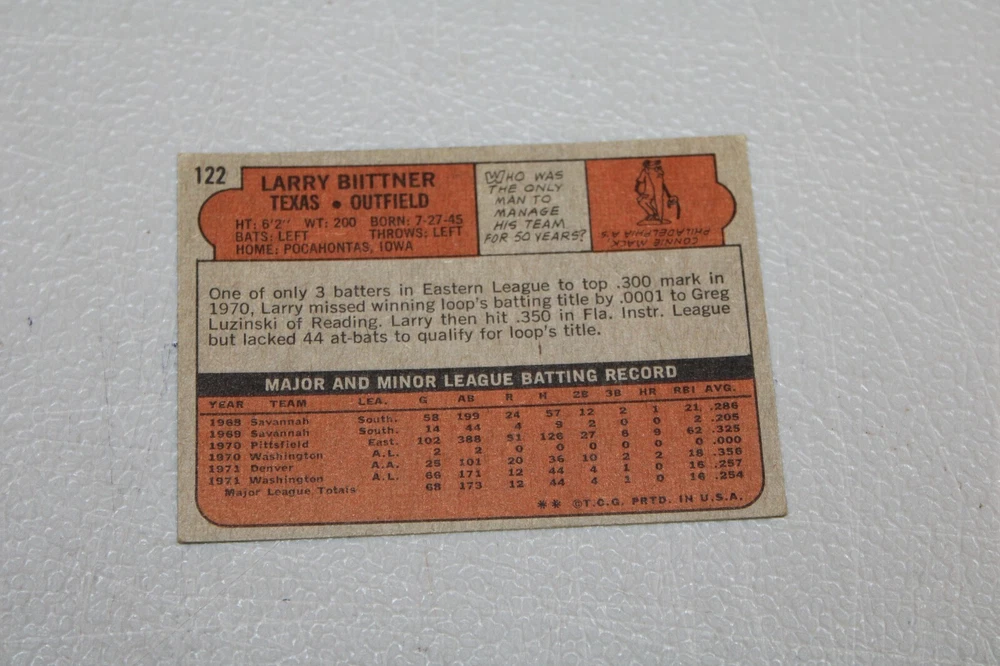 122
LARRY BIITTNER
TEXAS • OUTFIELD
HT: 6'2" WT: 200 BORN: 7-27-45
BATS: LEFT THROWS: LEFT
HOME: POCAHONTAS, IOWA
WHO WAS
THE ONLY
MAN TO
MANAGE
HIS TEAM
FOR 50 YEARS?
CONNIE MACK,
PHILADELPHIA A's.
One of only 3 batters in Eastern League to top .300 mark in
1970, Larry missed winning loop's batting title by .0001 to Greg
Luzinski of Reading. Larry then hit .350 in Fla. Instr. League
but lacked 44 at-bats to qualify for loop's title.
MAJOR AND MINOR LEAGUE BATTING RECORD
YEAR TEAM LEA. G AB R H 2B 3B HR RBI AVG.
1968 Savannah South. 58 199 24 57 12 2 1 21 .286
1969 Savannah South. 14 44 4 9 2 0 0 2 .205
1970 Pittsfield East. 102 388 51 126 27 6 9 62 .325
1970 Washington A.L. 2 2 0 0 0 0 0 0 .000
1971 Denver A.A. 25 101 20 36 10 2 2 18 .356
1971 Washington A.L. 66 171 12 44 4 1 0 16 .257
Major League Totals 68 173 12 44 4 1 0 16 .254
** ©T.C.G. PRTD. IN U.S.A.